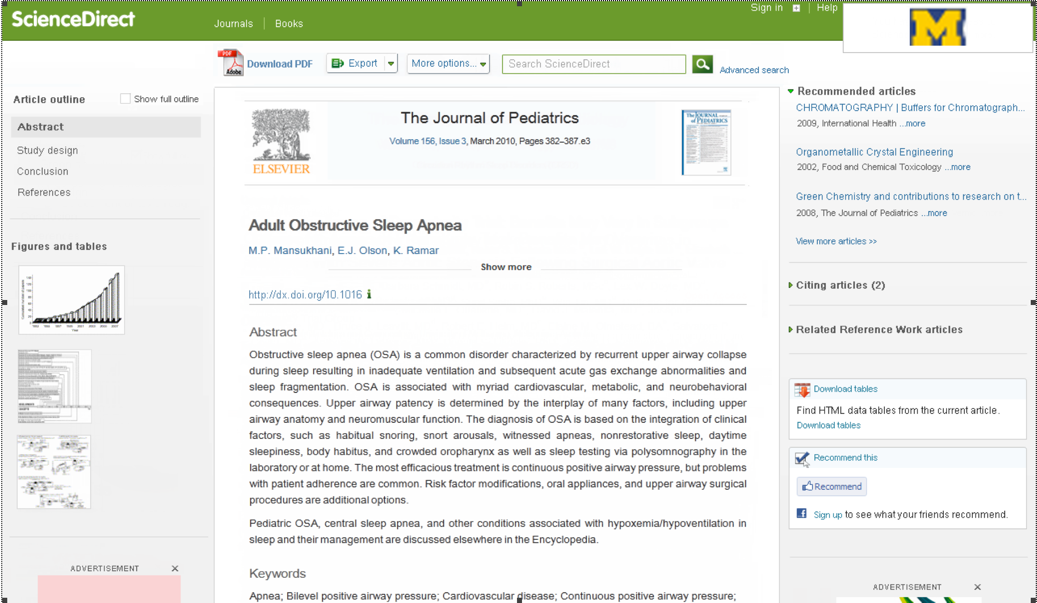 ScienceDirect
Journals | Books
Sign in | Help
Download PDF
Export
More options...
Search ScienceDirect
Advanced search
Article outline
Show full outline
Abstract
Study design
Conclusion
References
Figures and tables
ADVERTISEMENT X
ELSEVIER
The Journal of Pediatrics
Volume 156, Issue 3, March 2010, Pages 382–387.e3
Adult Obstructive Sleep Apnea
M.P. Mansukhani, E.J. Olson, K. Ramar
Show more
http://dx.doi.org/10.1016
Abstract
Obstructive sleep apnea (OSA) is a common disorder characterized by recurrent upper airway collapse
during sleep resulting in inadequate ventilation and subsequent acute gas exchange abnormalities and
sleep fragmentation. OSA is associated with myriad cardiovascular, metabolic, and neurobehavioral
consequences. Upper airway patency is determined by the interplay of many factors, including upper
airway anatomy and neuromuscular function. The diagnosis of OSA is based on the integration of clinical
factors, such as habitual snoring, snort arousals, witnessed apneas, nonrestorative sleep, daytime
sleepiness, body habitus, and crowded oropharynx as well as sleep testing via polysomnography in the
laboratory or at home. The most efficacious treatment is continuous positive airway pressure, but problems
with patient adherence are common. Risk factor modifications, oral appliances, and upper airway surgical
procedures are additional options.
Pediatric OSA, central sleep apnea, and other conditions associated with hypoxemia/hypoventilation in
sleep and their management are discussed elsewhere in the Encyclopedia.
Keywords
Apnea; Bilevel positive airway pressure; Cardiovascular disease; Continuous positive airway pressure;
Recommended articles
CHROMATOGRAPHY | Buffers for Chromatograph...
2009, International Health ...more
Organometallic Crystal Engineering
2002, Food and Chemical Toxicology ...more
Green Chemistry and contributions to research on t...
2008, The Journal of Pediatrics ...more
View more articles >>
Citing articles (2)
Related Reference Work articles
Download tables
Find HTML data tables from the current article.
Download tables
Recommend this
Recommend
Sign up to see what your friends recommend.
ADVERTISEMENT X